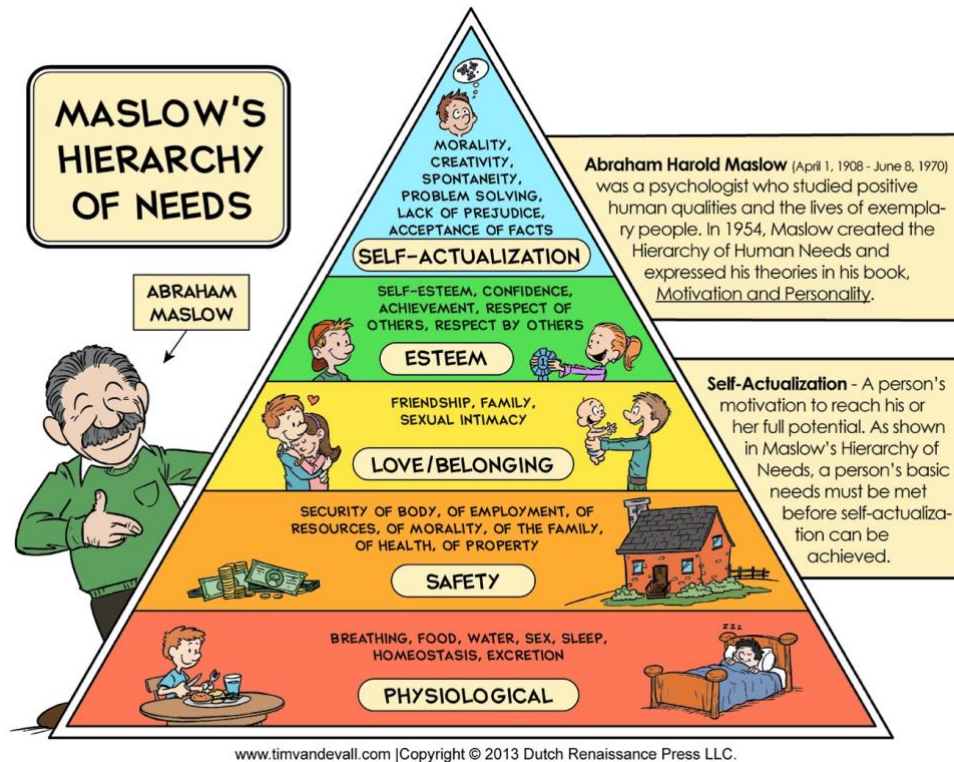 MASLOW'S
HIERARCHY
OF NEEDS
ABRAHAM
MASLOW
MORALITY,
CREATIVITY,
SPONTANEITY,
PROBLEM SOLVING,
LACK OF PREJUDICE,
ACCEPTANCE OF FACTS
SELF-ACTUALIZATION
SELF-ESTEEM, CONFIDENCE,
ACHIEVEMENT, RESPECT OF
OTHERS, RESPECT BY OTHERS
ESTEEM
FRIENDSHIP, FAMILY,
SEXUAL INTIMACY
LOVE/BELONGING
SECURITY OF BODY, OF EMPLOYMENT, OF
RESOURCES, OF MORALITY, OF THE FAMILY,
OF HEALTH, OF PROPERTY
SAFETY
BREATHING, FOOD, WATER, SEX, SLEEP,
HOMEOSTASIS, EXCRETION
PHYSIOLOGICAL
zzz
Abraham Harold Maslow (April 1, 1908 - June 8, 1970)
was a psychologist who studied positive
human qualities and the lives of exempla-
ry people. In 1954, Maslow created the
Hierarchy of Human Needs and
expressed his theories in his book,
Motivation and Personality.
Self-Actualization - A person's
motivation to reach his or
her full potential. As shown
in Maslow's Hierarchy of
Needs, a person's basic
needs must be met
before self-actualiza-
tion can be
achieved.
www.timvandevall.com |Copyright © 2013 Dutch Renaissance Press LLC.